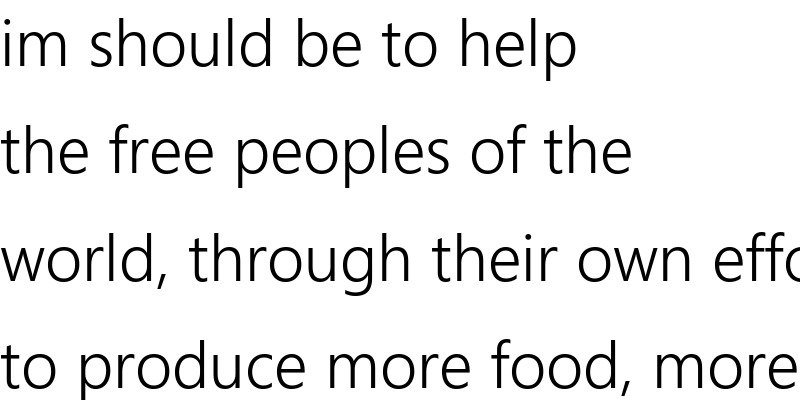 im should be to help
the free peoples of the
world, through their own effo
to produce more food, more